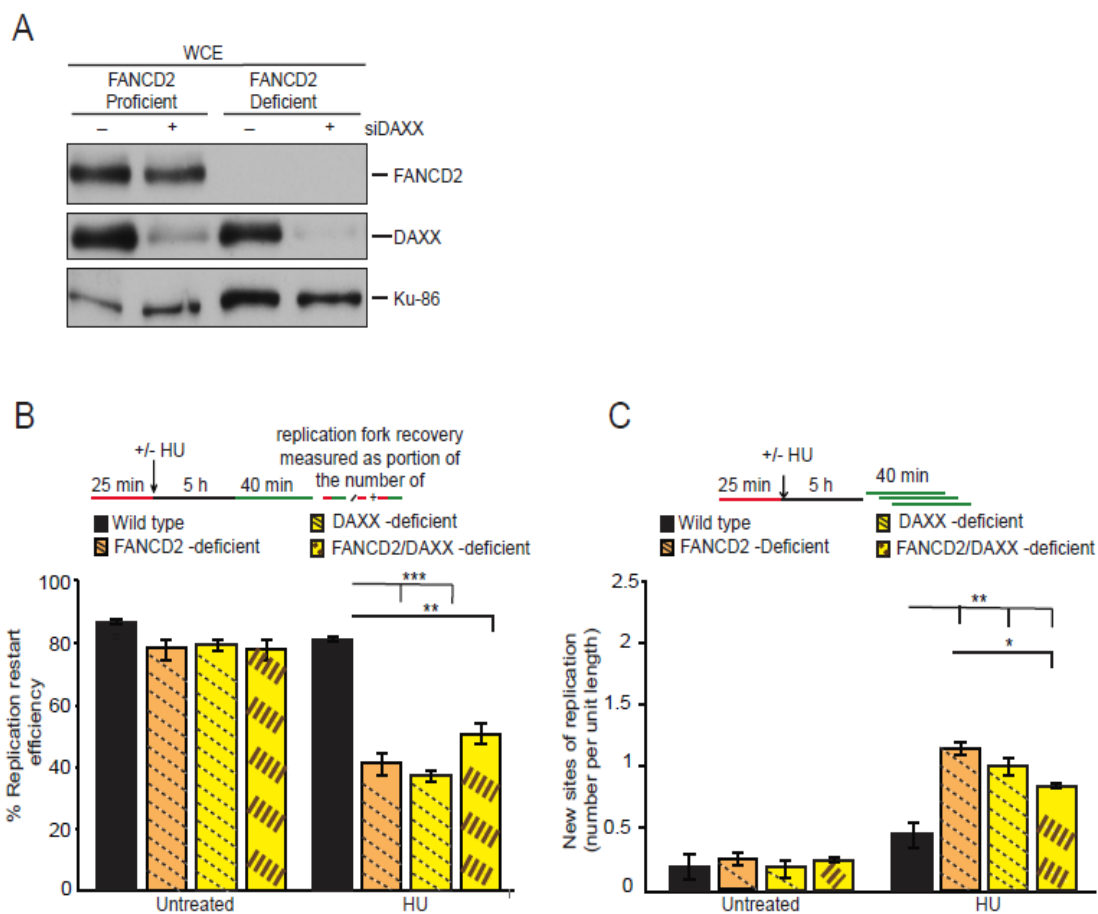 A
WCE
FANCD2 Proficient
FANCD2 Deficient
– + – + siDAXX
FANCD2
DAXX
Ku-86
B
+/- HU
25 min 5 h 40 min
replication fork recovery
measured as portion of
the number of
+
Wild type
DAXX -deficient
FANCD2 -deficient
FANCD2/DAXX -deficient
% Replication restart efficiency
100
80
60
40
20
0
***
**
Untreated
HU
C
+/- HU
25 min 5 h 40 min
Wild type
DAXX -deficient
FANCD2 -Deficient
FANCD2/DAXX -deficient
New sites of replication
(number per unit length)
2.5
2
1.5
1
0.5
0
**
*
Untreated
HU